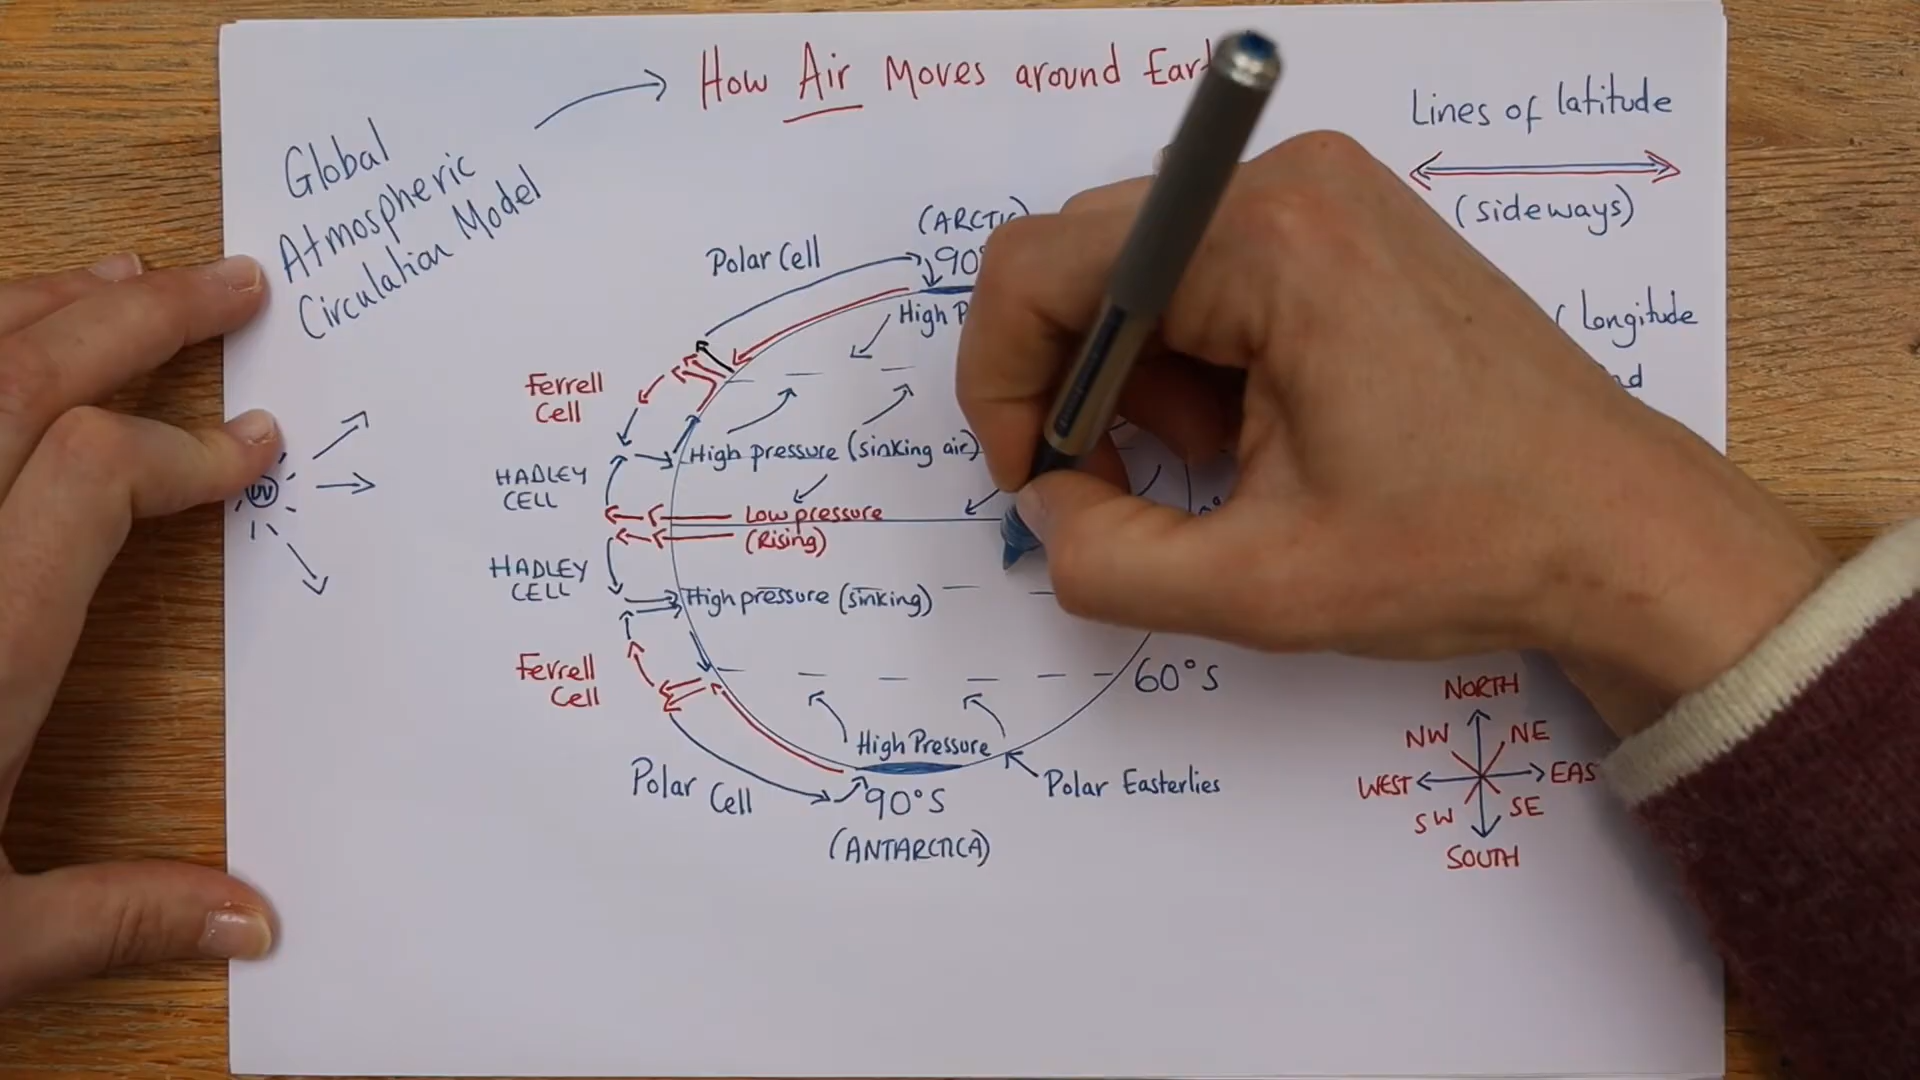 How Air Moves around
Global
Atmospheric
Circulation Model
Lines of latitude
(sideways)
longitude
(ARCTIC)
90°
Polar Cell
High
Ferrell
Cell
High pressure (sinking air)
HADLEY
CELL
Low pressure
(Rising)
UV
HADLEY
CELL
High pressure (sinking)
Ferrell
Cell
60°S
High Pressure
Polar Easterlies
Polar Cell
90°S
(ANTARCTICA)
NORTH
NW NE
WEST EAS
SW SE
SOUTH